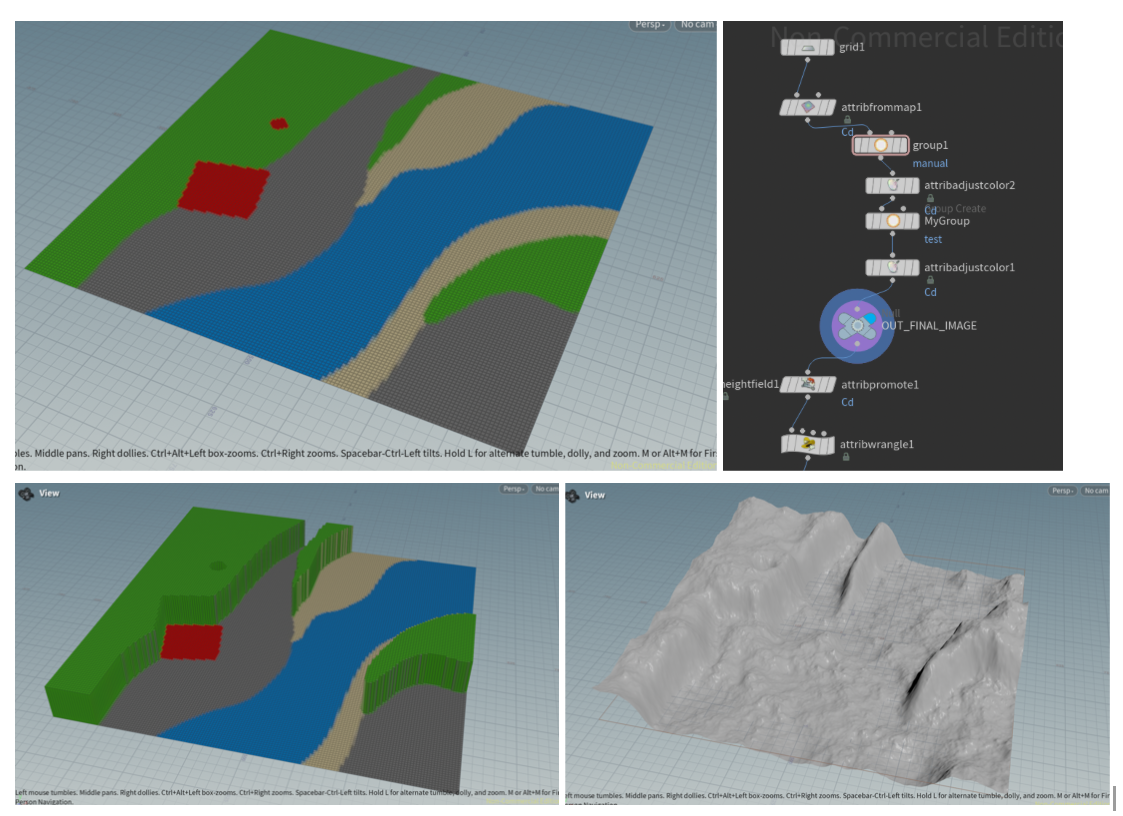 Persp
No cam
Non-Commercial Editio
grid1
attribfrommap1
Cd
group1
manual
attribadjustcolor2
Cd
Group Create
MyGroup
test
attribadjustcolor1
Cd
OUT_FINAL_IMAGE
heightfield1
attribpromote1
Cd
attribwrangle1
bles. Middle pans. Right dollies. Ctrl+Alt+Left box-zooms. Ctrl+Right zooms. Spacebar-Ctrl-Left tilts. Hold L for alternate tumble, dolly, and zoom. M or Alt+M for Fir
on.
View
Persp
No cam
Left mouse tumbles. Middle pans. Right dollies. Ctrl+Alt+Left box-zooms. Ctrl+Right zooms. Spacebar-Ctrl-Left tilts. Hold L for alternate tumble, dolly, and zoom. M or Alt+M for Fi
Person Navigation.
View
Persp
No cam
eft mouse tumbles. Middle pans. Right dollies. Ctrl+Alt+Left box-zooms. Ctrl+Right zooms. Spacebar-Ctrl-Left tilts. Hold L for alternate tumble, dolly, and zoom. M or Alt+M for Fir
erson Navigation.